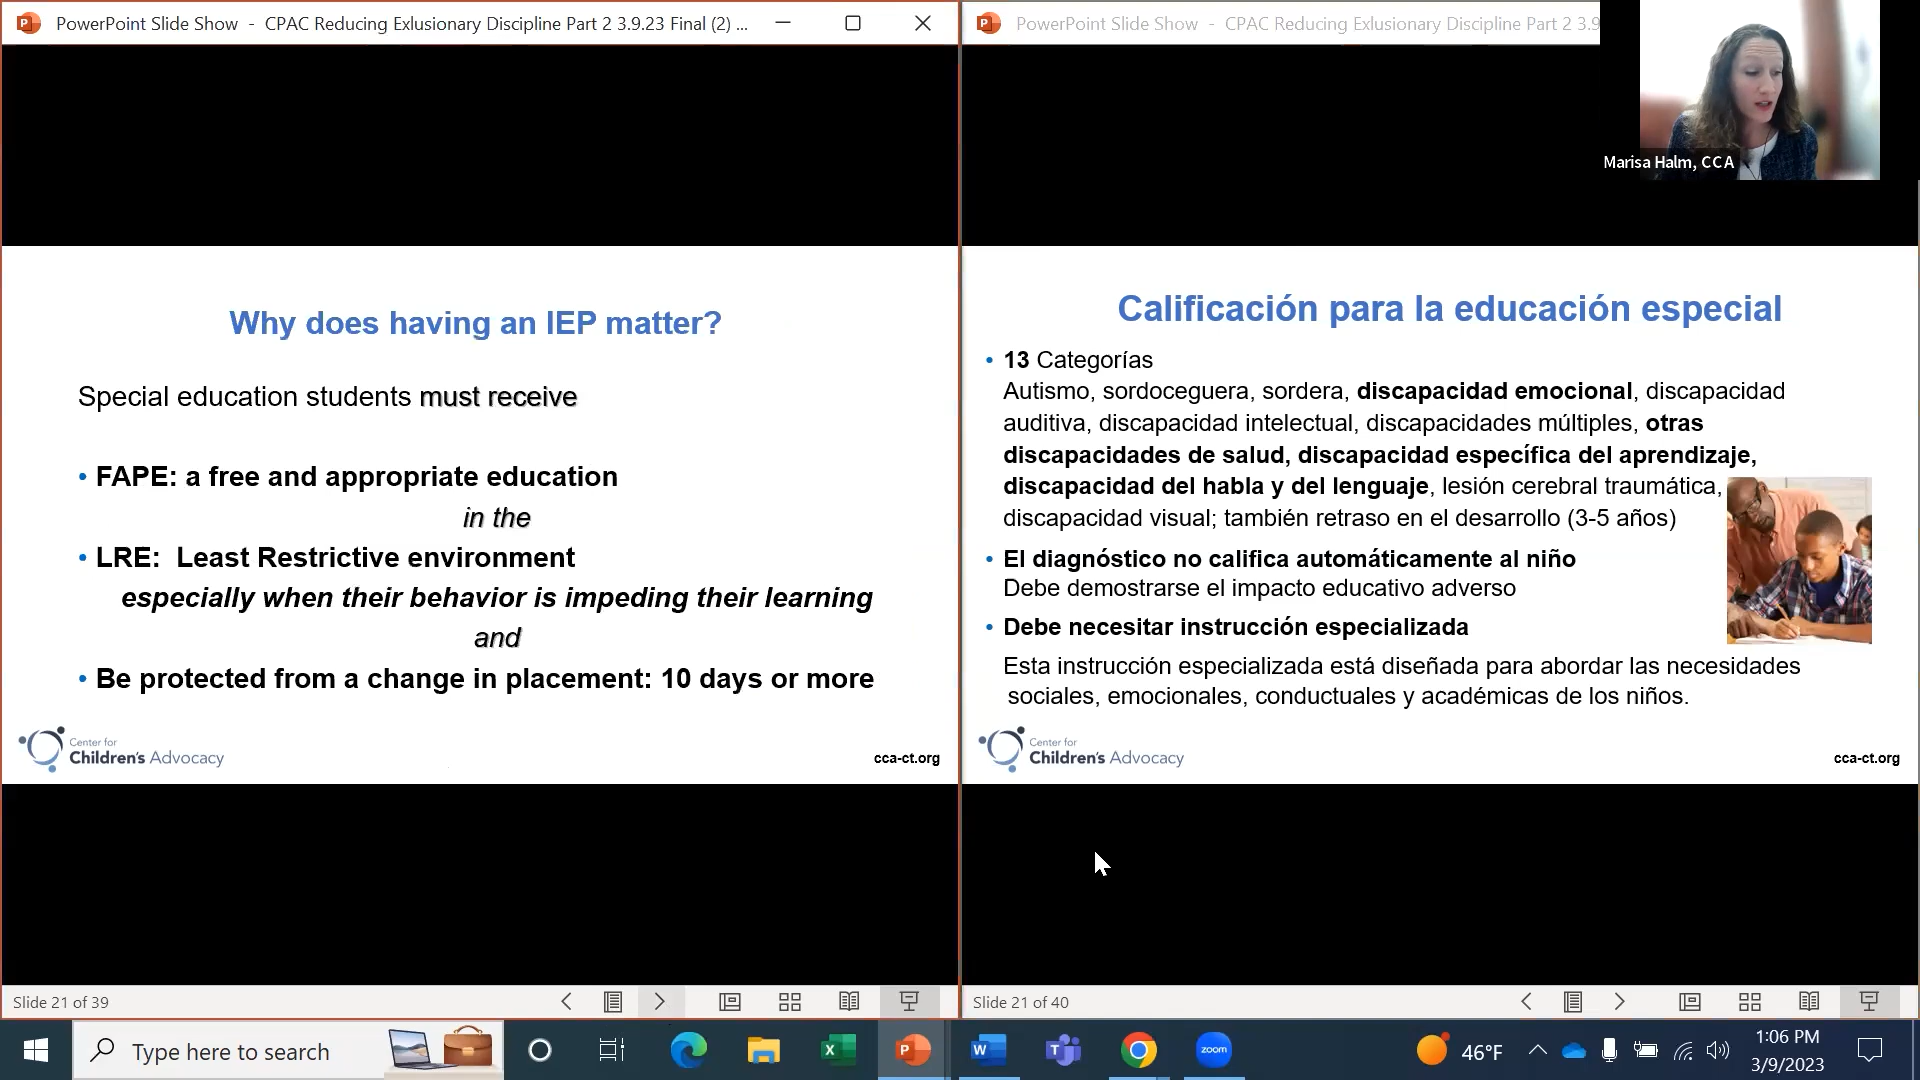 PowerPoint Slide Show - CPAC Reducing Exlusionary Discipline Part 2 3.9.23 Final (2) ...
Why does having an IEP matter?
Special education students must receive
• FAPE: a free and appropriate education
in the
• LRE: Least Restrictive environment
especially when their behavior is impeding their learning
and
• Be protected from a change in placement: 10 days or more
Center for
Children's Advocacy
cca-ct.org
Slide 21 of 39
PowerPoint Slide Show - CPAC Reducing Exlusionary Discipline Part 2 3.9
Marisa Halm, CCA
Calificación para la educación especial
• 13 Categorías
Autismo, sordoceguera, sordera, discapacidad emocional, discapacidad
auditiva, discapacidad intelectual, discapacidades múltiples, otras
discapacidades de salud, discapacidad específica del aprendizaje,
discapacidad del habla y del lenguaje, lesión cerebral traumática,
discapacidad visual; también retraso en el desarrollo (3-5 años)
• El diagnóstico no califica automáticamente al niño
Debe demostrarse el impacto educativo adverso
• Debe necesitar instrucción especializada
Esta instrucción especializada está diseñada para abordar las necesidades
sociales, emocionales, conductuales y académicas de los niños.
Center for
Children's Advocacy
cca-ct.org
Slide 21 of 40
Type here to search
zoom
46°F
1:06 PM
3/9/2023